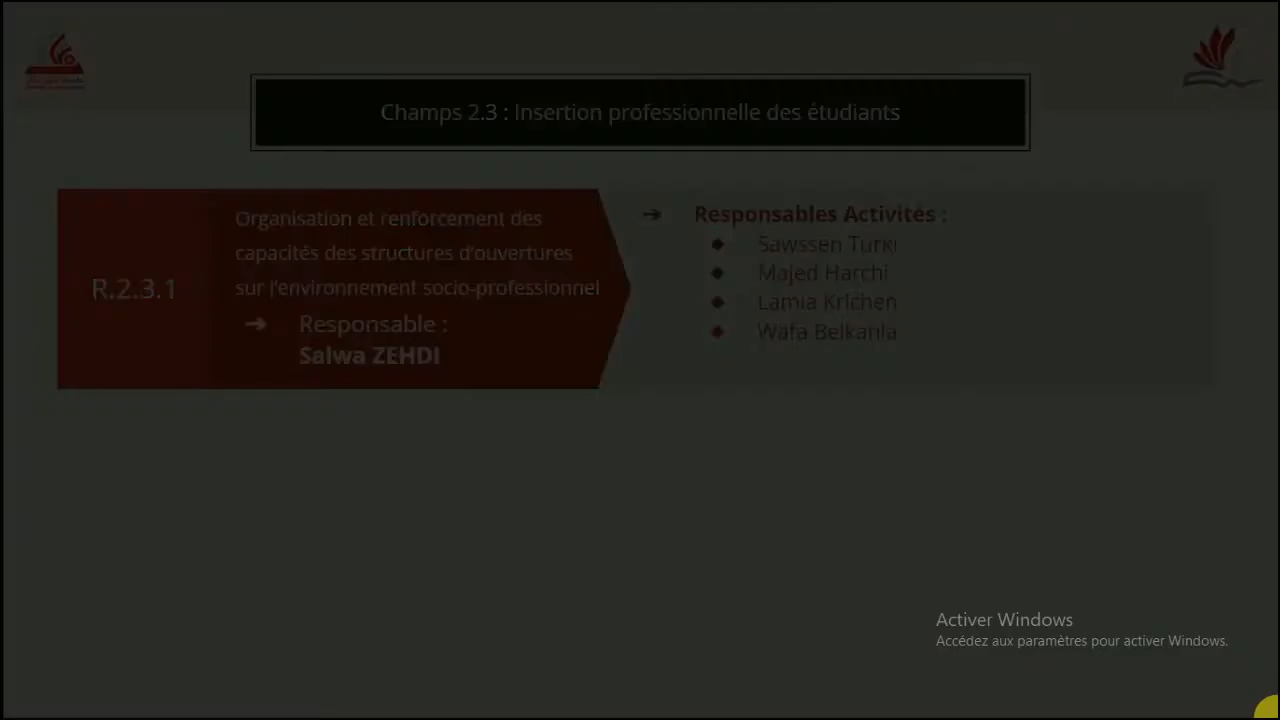 Champs 2.3 : Insertion professionnelle des étudiants
R.2.3.1
Organisation et renforcement des
capacités des structures d'ouvertures
sur l'environnement socio-professionnel
➔ Responsable :
Salwa ZEHDI
➔ Responsables Activités :
◆ Sawssen Turki
◆ Majed Harchi
◆ Lamia Krichen
◆ Wafa Belkahla
Activer Windows
Accédez aux paramètres pour activer Windows.